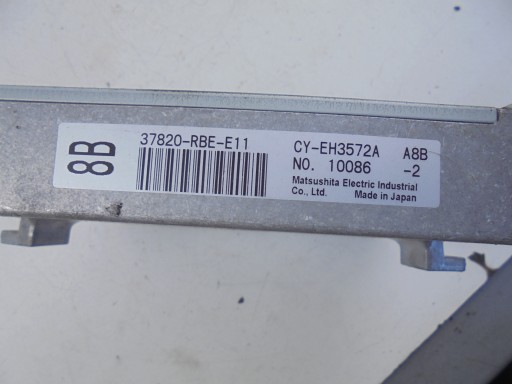 8B
37820-RBE-E11
CY-EH3572A A8B
NO. 10086 -2
Matsushita Electric Industrial
Co., Ltd. Made in Japan